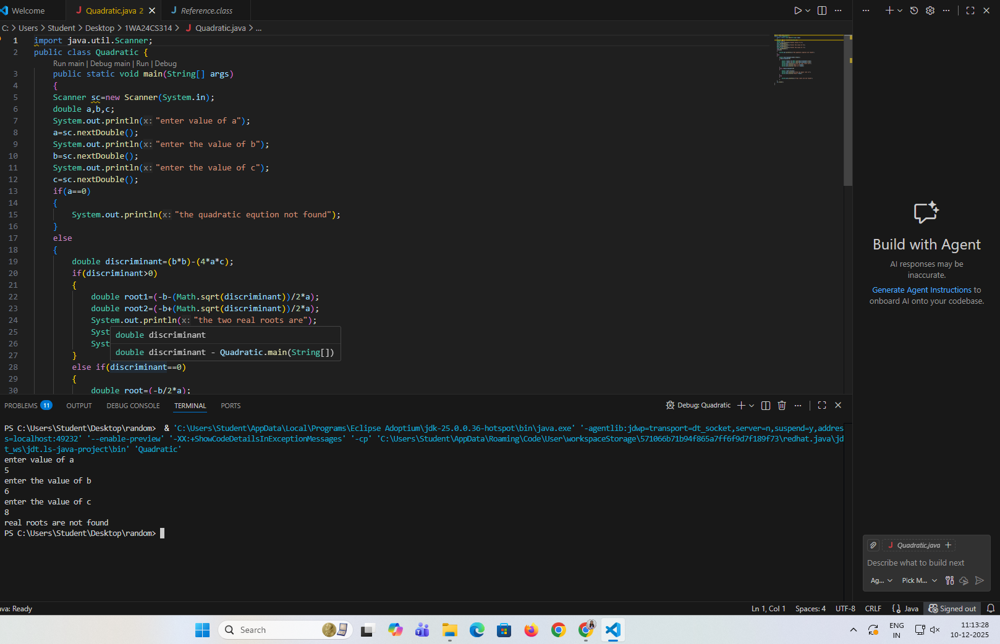 Welcome
Quadratic.java 2
Reference.class
C: > Users > Student > Desktop > 1WA24CS314 > Quadratic.java > ...
1 import java.util.Scanner;
2 public class Quadratic {
Run main | Debug main | Run | Debug
3 public static void main(String[] args)
4 {
5 Scanner sc=new Scanner(System.in);
6 double a,b,c;
7 System.out.println(x: "enter value of a");
8 a=sc.nextDouble();
9 System.out.println(x: "enter the value of b");
10 b=sc.nextDouble();
11 System.out.println(x: "enter the value of c");
12 c=sc.nextDouble();
13 if(a==0)
14 {
15 System.out.println(x: "the quadratic eqution not found");
16 }
17 else
18 {
19 double discriminant=(b*b)-(4*a*c);
20 if(discriminant>0)
21 {
22 double root1=(-b-(Math.sqrt(discriminant))/2*a);
23 double root2=(-b+(Math.sqrt(discriminant))/2*a);
24 System.out.println(x: "the two real roots are");
25 Syst
double discriminant
26 Syst
double discriminant - Quadratic.main(String[])
27 }
28 else if(discriminant==0)
29 {
30 double root=(-b/2*a);
Build with Agent
AI responses may be
inaccurate.
Generate Agent Instructions to
onboard AI onto your codebase.
PROBLEMS 11 OUTPUT DEBUG CONSOLE TERMINAL PORTS
Debug: Quadratic
PS C:\Users\Student\Desktop\random> & 'C:\Users\Student\AppData\Local\Programs\Eclipse Adoptium\jdk-25.0.0.36-hotspot\bin\java.exe' '-agentlib:jdwp=transport=dt_socket,server=n,suspend=y,addres
s=localhost:49232' '--enable-preview' '-XX:+ShowCodeDetailsInExceptionMessages' '-cp' 'C:\Users\Student\AppData\Roaming\Code\User\workspaceStorage\571066b71b94f865a7ff6f9d7f189f73\redhat.java\jd
t_ws\jdt.ls-java-project\bin' 'Quadratic'
enter value of a
5
enter the value of b
6
enter the value of c
8
real roots are not found
PS C:\Users\Student\Desktop\random>
Quadratic.java
Describe what to build next
Ag... Pick M...
ava: Ready
Ln 1, Col 1 Spaces: 4 UTF-8 CRLF {} Java Signed out
Search
ENG
IN
11:13:28
10-12-2025